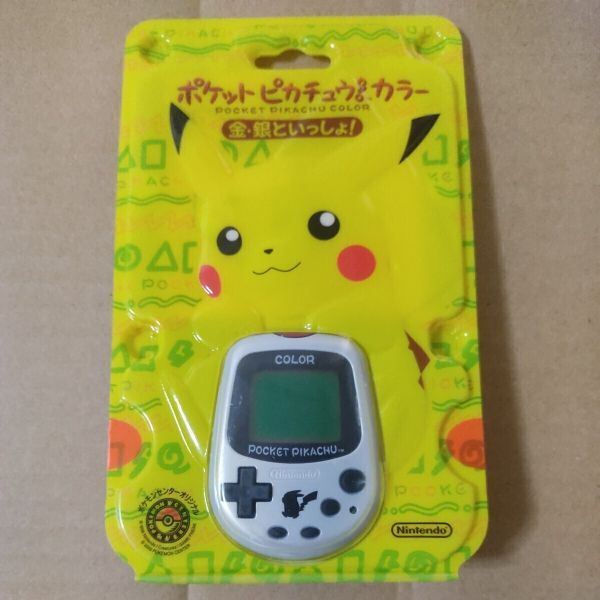 ポケットピカチュウカラー
POCKET PIKACHU COLOR
金・銀といっしょ!
COLOR
POCKET PIKACHU™
Nintendo
ポケモンセンターオリジナル
Nintendo